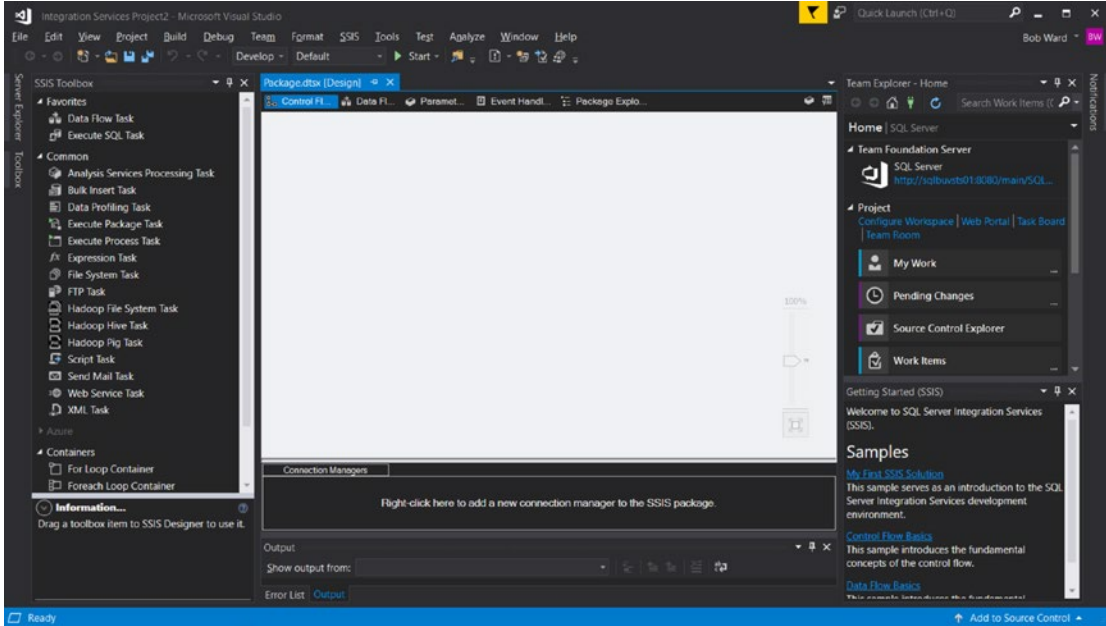 Integration Services Project2 - Microsoft Visual Studio
Quick Launch (Ctrl+Q)
File Edit View Project Build Debug Team Format SSIS Tools Test Analyze Window Help
Bob Ward BW
Develop Default Start
Server Explorer
Toolbox
SSIS Toolbox
Favorites
Data Flow Task
Execute SQL Task
Common
Analysis Services Processing Task
Bulk Insert Task
Data Profiling Task
Execute Package Task
Execute Process Task
Expression Task
File System Task
FTP Task
Hadoop File System Task
Hadoop Hive Task
Hadoop Pig Task
Script Task
Send Mail Task
Web Service Task
XML Task
Azure
Containers
For Loop Container
Foreach Loop Container
Information...
Drag a toolbox item to SSIS Designer to use it.
Package.dtsx [Design]
Control Fl... Data Fl... Paramet... Event Handl... Package Explo...
100%
Connection Managers
Right-click here to add a new connection manager to the SSIS package.
Output
Show output from:
Error List Output
Team Explorer - Home
Search Work Items (C
Home | SQL Server
Team Foundation Server
SQL Server
http://sqlbuvsts01:8080/main/SQL...
Project
Configure Workspace | Web Portal | Task Board
| Team Room
My Work
Pending Changes
Source Control Explorer
Work Items
Getting Started (SSIS)
Welcome to SQL Server Integration Services
(SSIS).
Samples
My First SSIS Solution
This sample serves as an introduction to the SQL
Server Integration Services development
environment.
Control Flow Basics
This sample introduces the fundamental
concepts of the control flow.
Data Flow Basics
This sample introduces the fundamental
Notifications
Ready
Add to Source Control